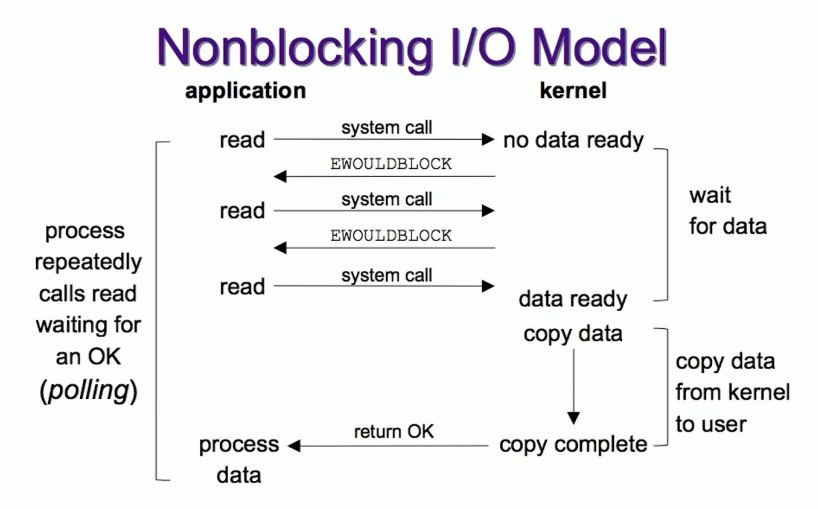 Nonblocking I/O Model
application
kernel
read
system call
no data ready
EWOULDBLOCK
read
system call
EWOULDBLOCK
read
system call
data ready
copy data
return OK
process
data
copy complete
process
repeatedly
calls read
waiting for
an OK
(polling)
wait
for data
copy data
from kernel
to user